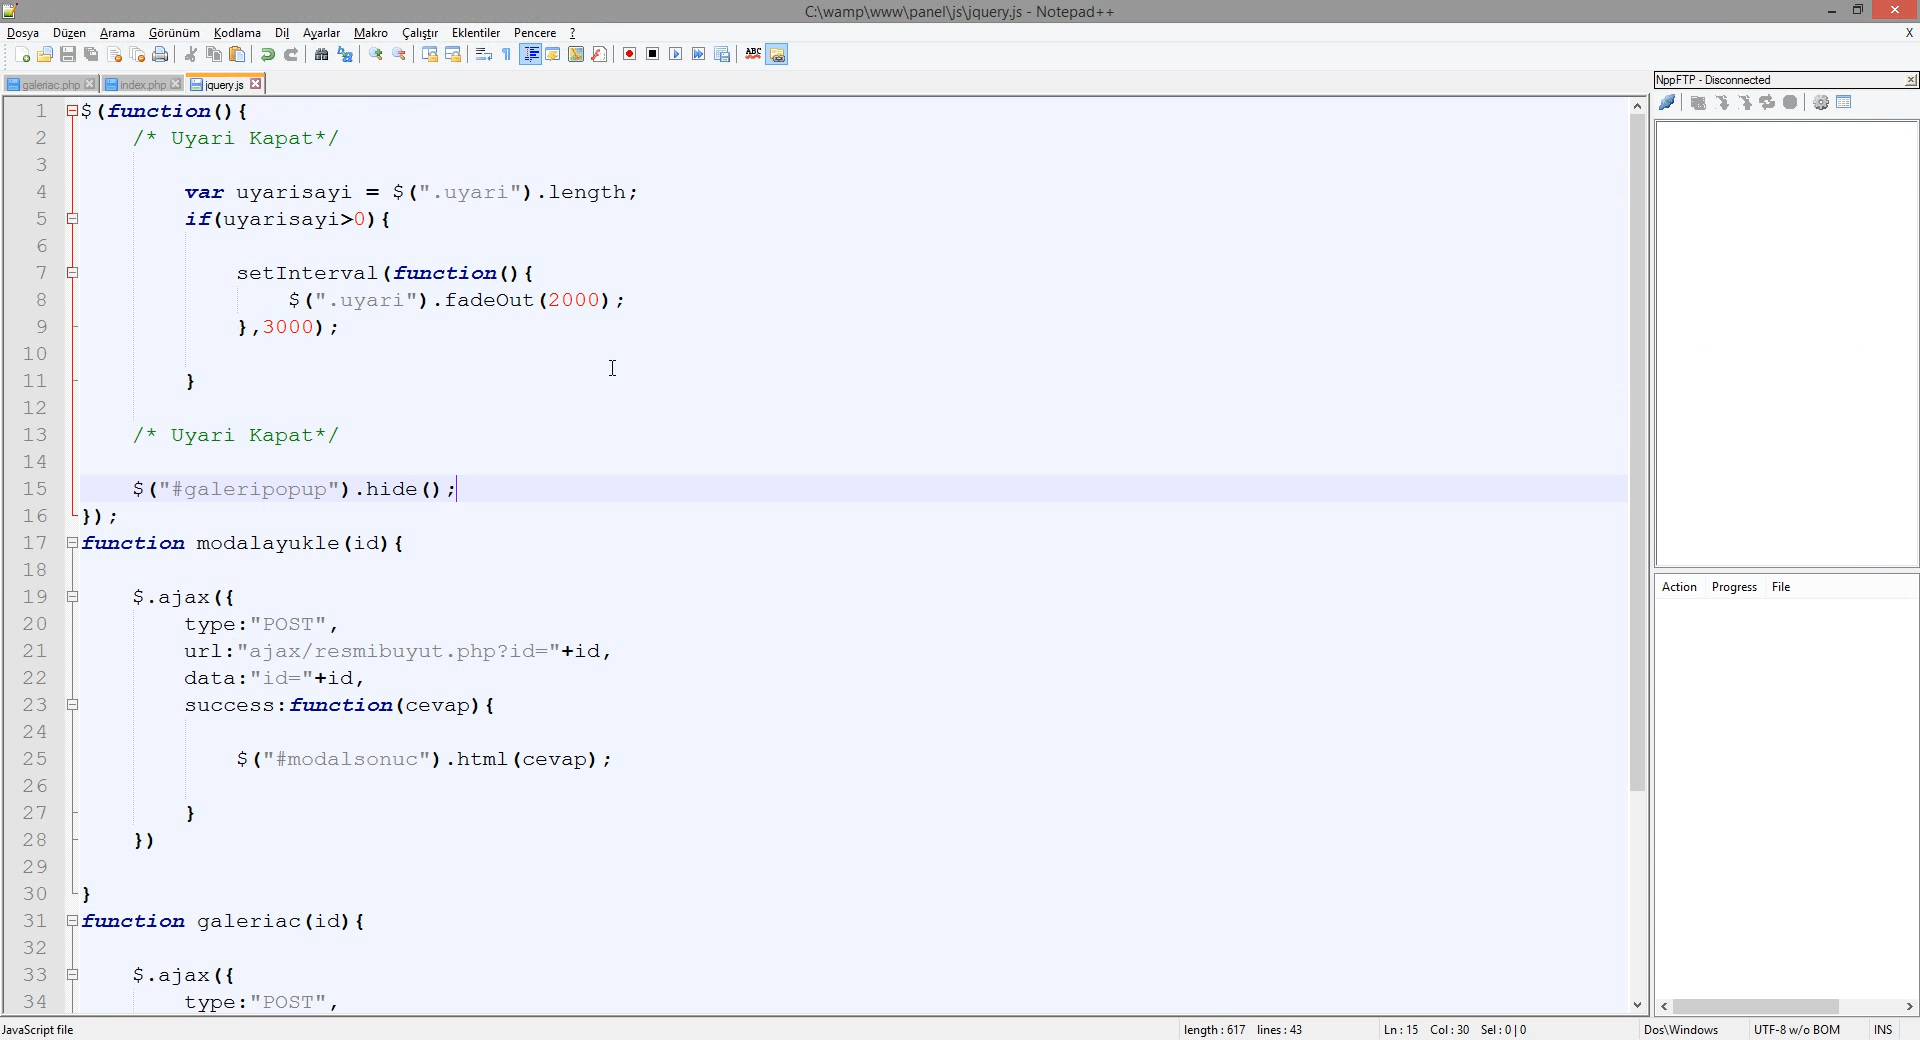 C:\wamp\www\panel\js\jquery.js - Notepad++
Dosya Düzen Arama Görünüm Kodlama Dil Ayarlar Makro Çalıştır Eklentiler Pencere ? X
galeriac.php index.php jquery.js
NppFTP - Disconnected
1 $(function(){
2 /* Uyari Kapat*/
3
4 var uyarisayi = $(".uyari").length;
5 if(uyarisayi>0){
6
7 setInterval(function(){
8 $(".uyari").fadeOut(2000);
9 },3000);
10
11 }
12
13 /* Uyari Kapat*/
14
15 $("#galeripopup").hide();
16 });
17 function modalayukle(id){
18
19 $.ajax({
20 type:"POST",
21 url:"ajax/resmibuyut.php?id="+id,
22 data:"id="+id,
23 success:function(cevap){
24
25 $("#modalsonuc").html(cevap);
26
27 }
28 })
29
30 }
31 function galeriac(id){
32
33 $.ajax({
34 type:"POST",
Action Progress File
JavaScript file length : 617 lines : 43 Ln : 15 Col : 30 Sel : 0 | 0 Dos\Windows UTF-8 w/o BOM INS